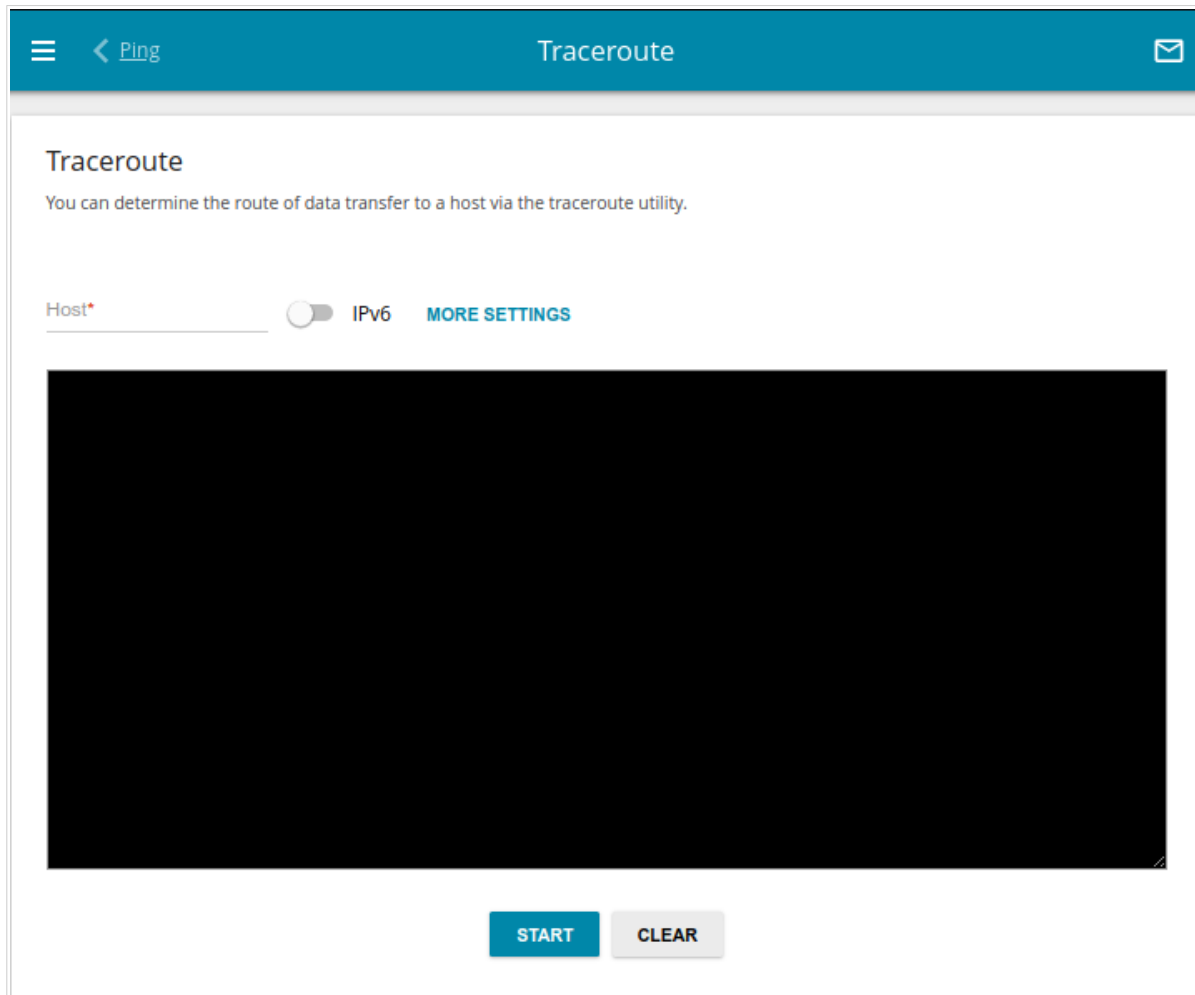 Ping
Traceroute
Traceroute
You can determine the route of data transfer to a host via the traceroute utility.
Host*
IPv6
MORE SETTINGS
START
CLEAR